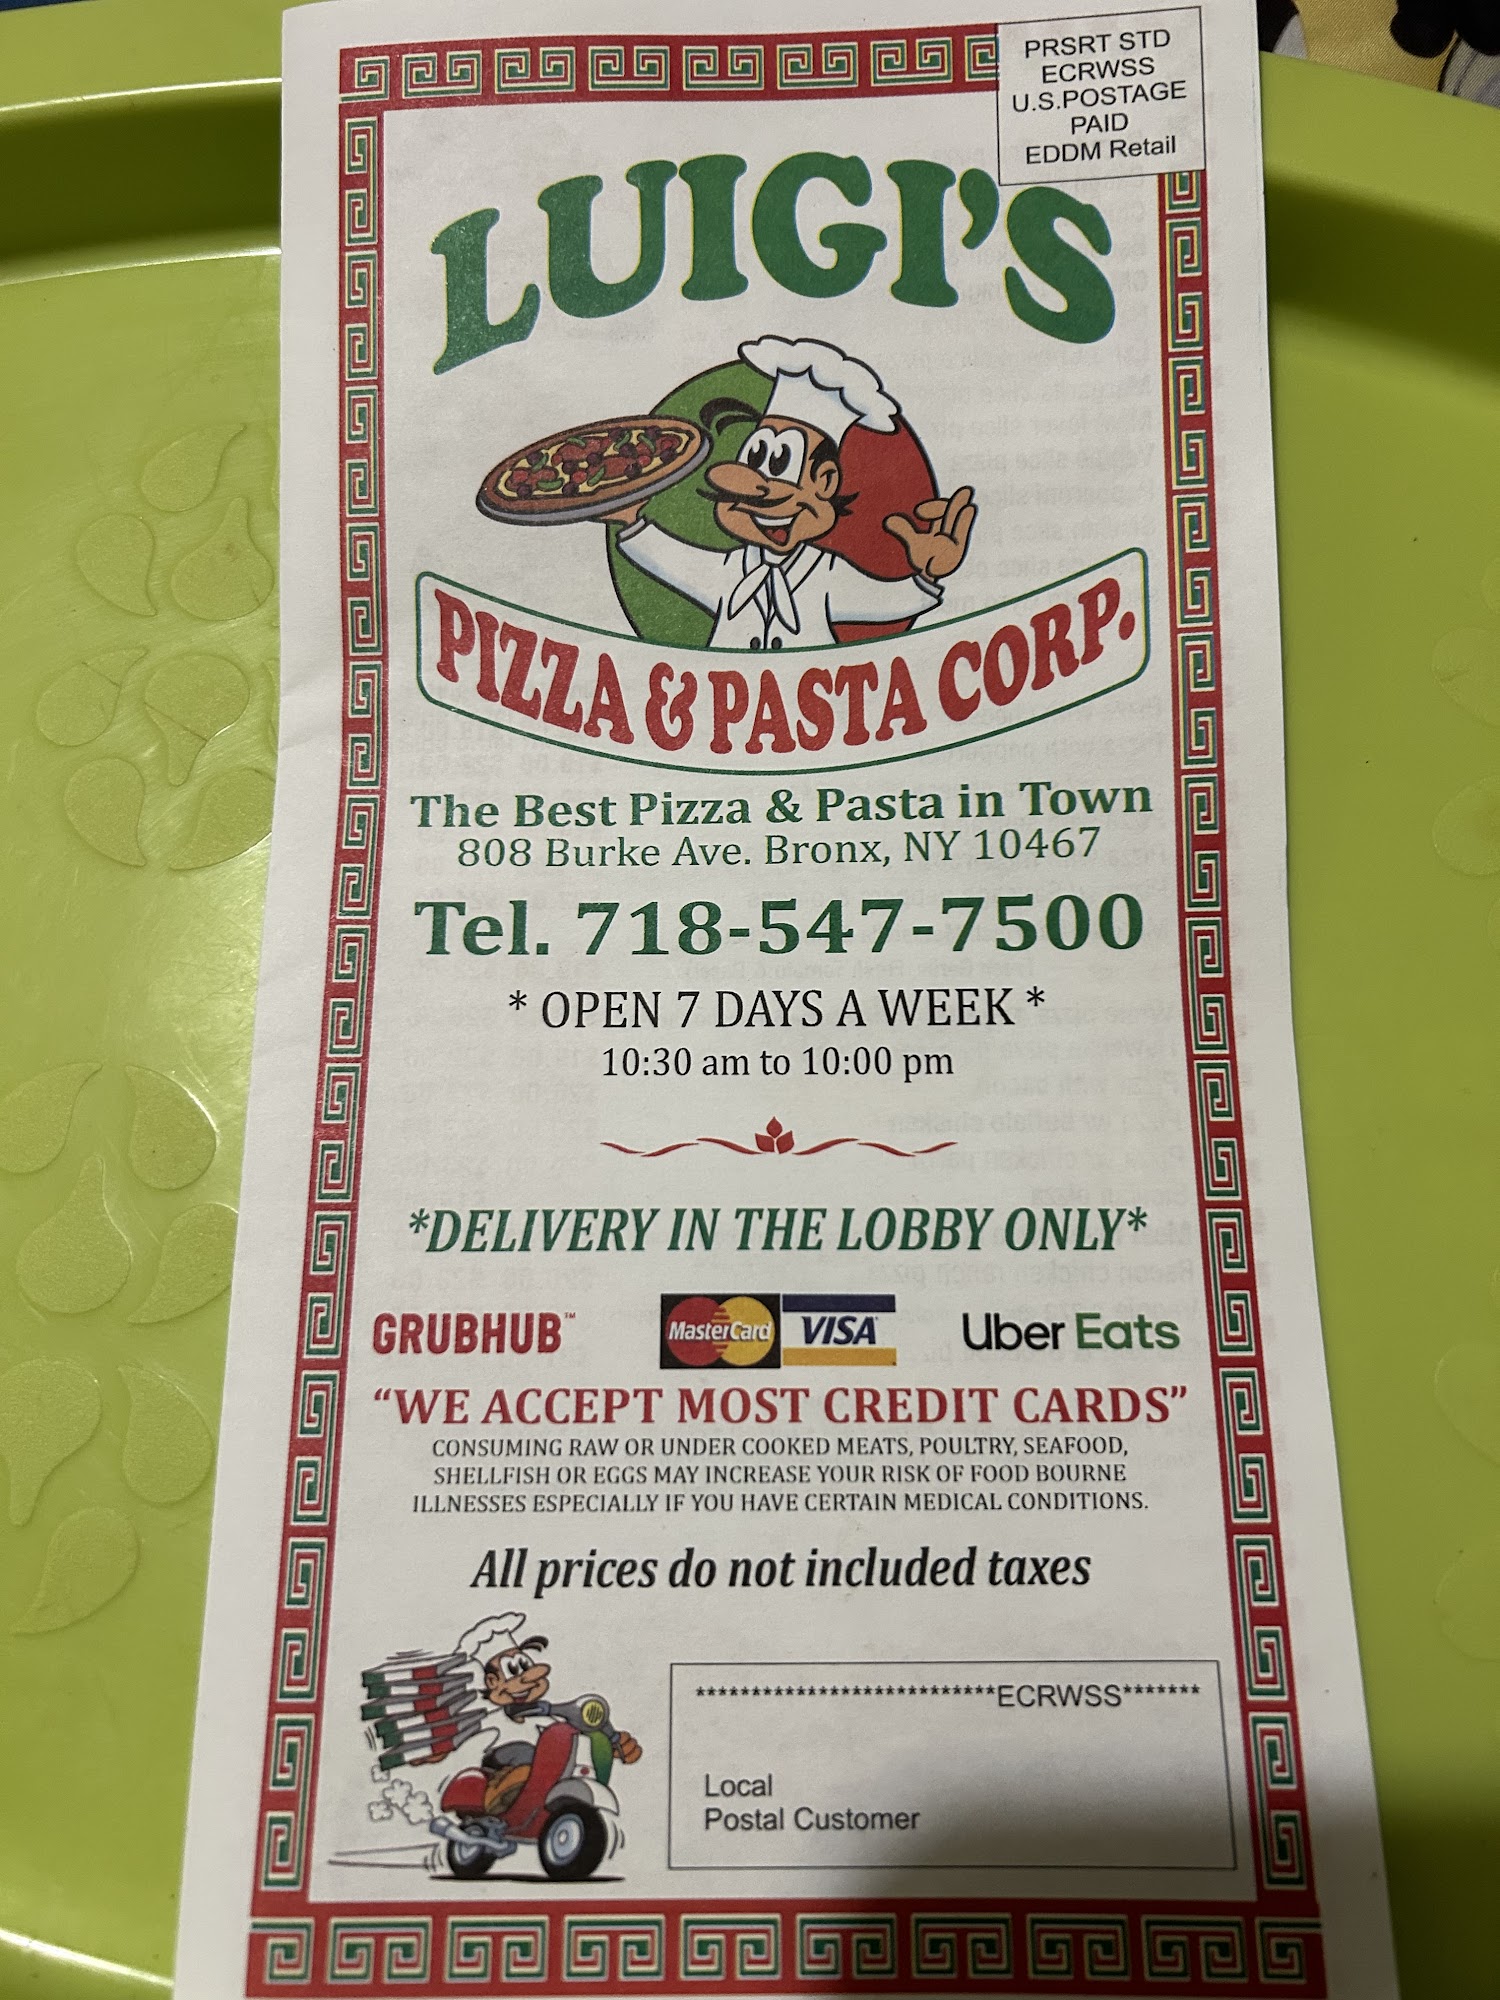 PRSRT STD
ECRWSS
U.S.POSTAGE
PAID
EDDM Retail
LUIGI'S
PIZZA & PASTA CORP.
The Best Pizza & Pasta in Town
808 Burke Ave. Bronx, NY 10467
Tel. 718-547-7500
* OPEN 7 DAYS A WEEK *
10:30 am to 10:00 pm
*DELIVERY IN THE LOBBY ONLY*
GRUBHUB™ MasterCard VISA Uber Eats
“WE ACCEPT MOST CREDIT CARDS”
CONSUMING RAW OR UNDER COOKED MEATS, POULTRY, SEAFOOD,
SHELLFISH OR EGGS MAY INCREASE YOUR RISK OF FOOD BOURNE
ILLNESSES ESPECIALLY IF YOU HAVE CERTAIN MEDICAL CONDITIONS.
All prices do not included taxes
***************************ECRWSS*******
Local
Postal Customer